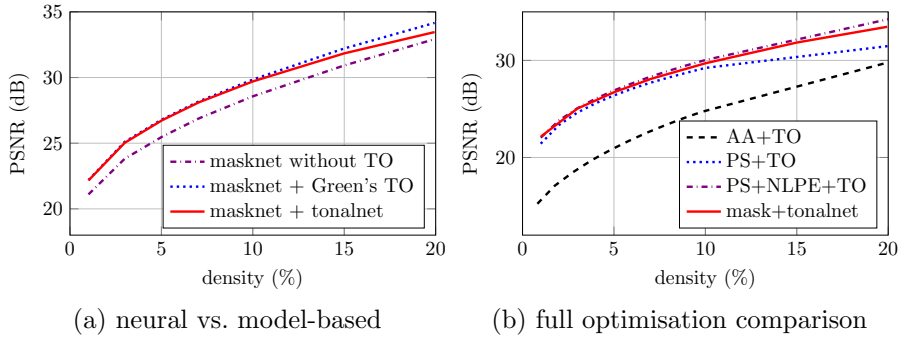 35
30
25
20
PSNR (dB)
masknet without TO
masknet + Green's TO
masknet + tonalnet
0 5 10 15 20
density (%)
(a) neural vs. model-based
30
20
PSNR (dB)
AA+TO
PS+TO
PS+NLPE+TO
mask+tonalnet
0 5 10 15 20
density (%)
(b) full optimisation comparison